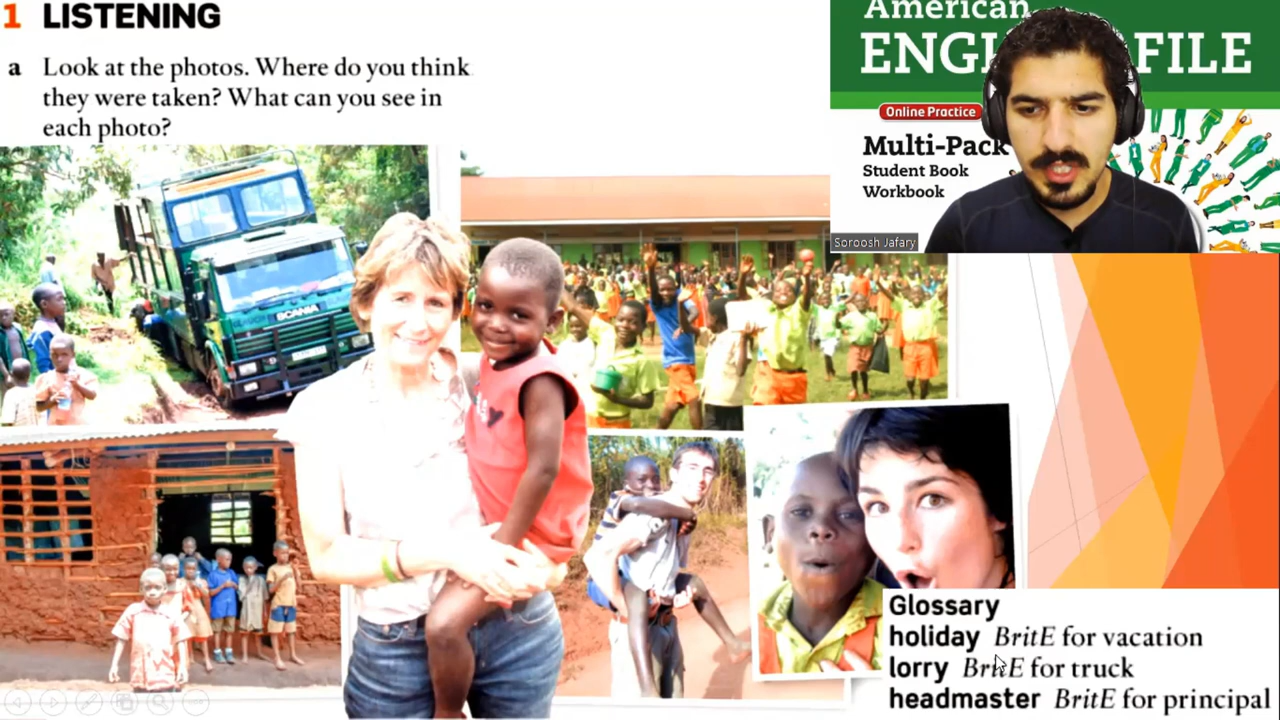 1 LISTENING
a Look at the photos. Where do you think
they were taken? What can you see in
each photo?
SCANIA
American
FILE
Online Practice
Multi-Pack
Student Book
Workbook
Soroosh Jafary
Glossary
holiday BritE for vacation
lorry BritE for truck
headmaster BritE for principal